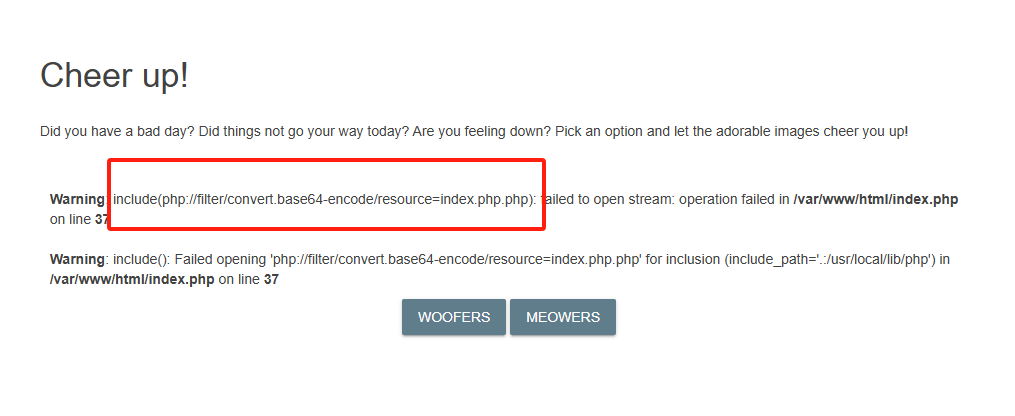 Cheer up!
Did you have a bad day? Did things not go your way today? Are you feeling down? Pick an option and let the adorable images cheer you up!
Warning: include(php://filter/convert.base64-encode/resource=index.php.php): failed to open stream: operation failed in /var/www/html/index.php
on line 37
Warning: include(): Failed opening 'php://filter/convert.base64-encode/resource=index.php.php' for inclusion (include_path='.:/usr/local/lib/php') in
/var/www/html/index.php on line 37
WOOFERS MEOWERS